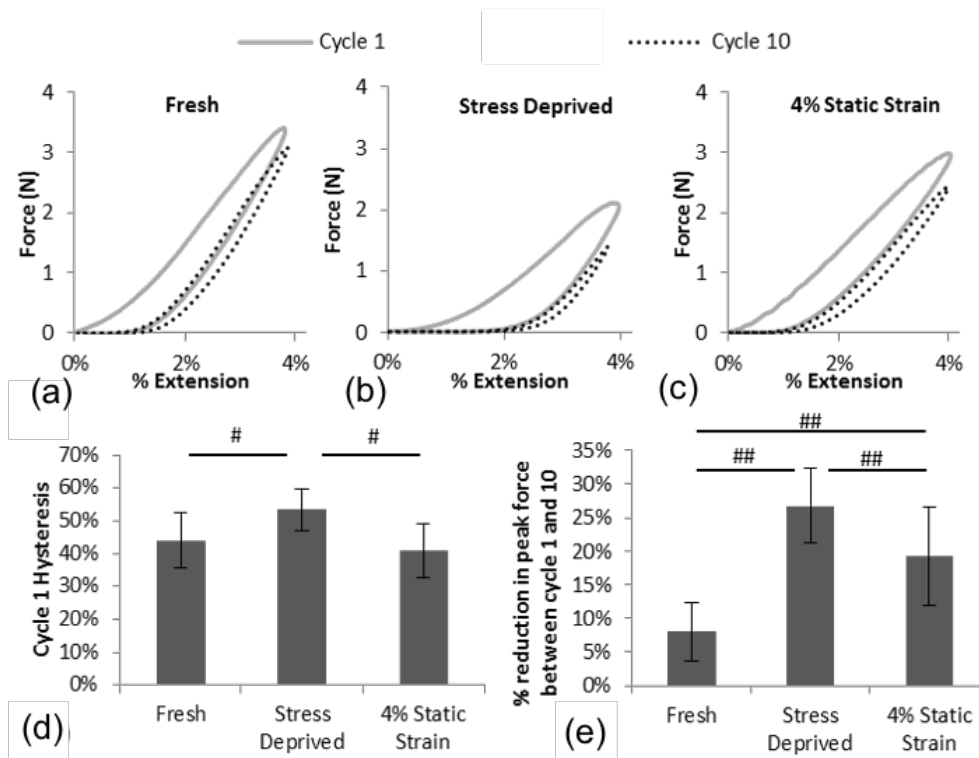 Cycle 1
Cycle 10
Fresh
4
3
2
1
0
Force (N)
0%
2%
4%
% Extension
(a)
Stress Deprived
4
3
2
1
0
Force (N)
0%
2%
4%
% Extension
(b)
4% Static Strain
4
3
2
1
0
Force (N)
0%
2%
4%
% Extension
(c)
#
#
70%
60%
50%
40%
30%
20%
10%
0%
Cycle 1 Hysteresis
Fresh
Stress
Deprived
4% Static
Strain
(d)
##
##
##
35%
30%
25%
20%
15%
10%
5%
0%
% reduction in peak force
between cycle 1 and 10
Fresh
Stress
Deprived
4% Static
Strain
(e)